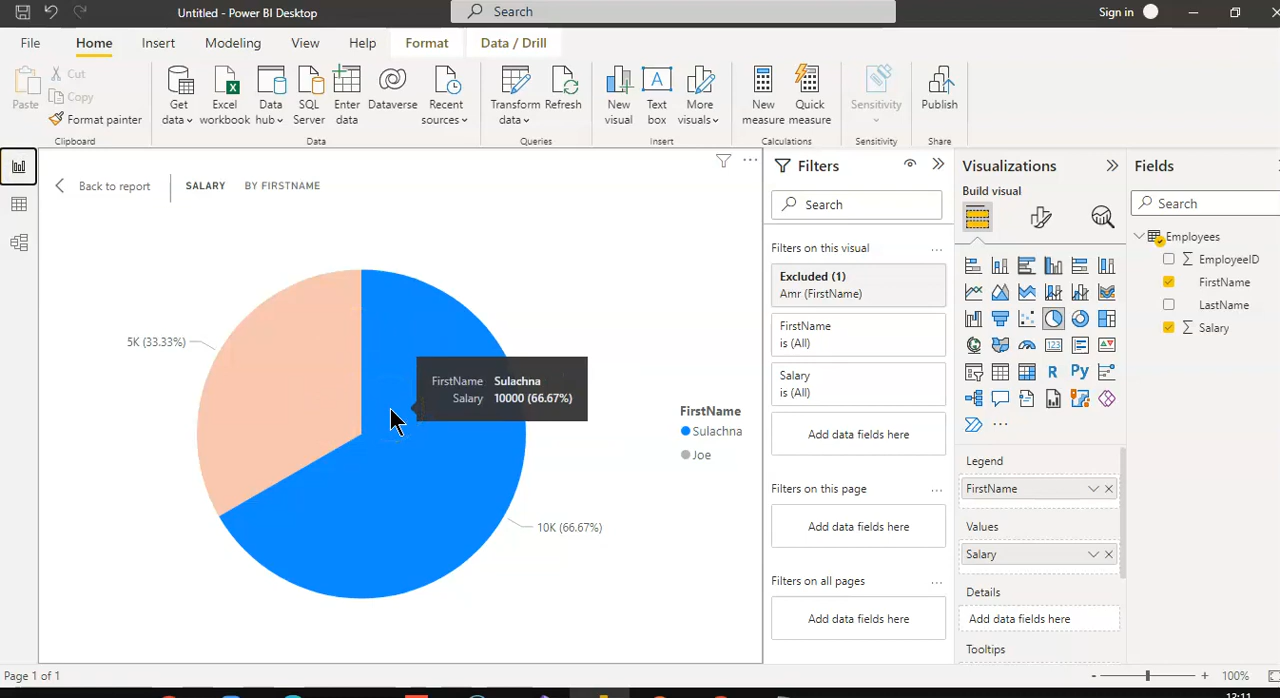 Untitled - Power BI Desktop
Search
Sign in
File
Home
Insert
Modeling
View
Help
Format
Data / Drill
Paste
Cut
Copy
Format painter
Clipboard
Get data
Excel workbook
Data hub
SQL Server
Enter data
Dataverse
Recent sources
Data
Transform data
Refresh
Queries
New visual
Text box
More visuals
Insert
New measure
Quick measure
Calculations
Sensitivity
Sensitivity
Publish
Share
Back to report
SALARY
BY FIRSTNAME
5K (33.33%)
FirstName Sulachna
Salary 10000 (66.67%)
10K (66.67%)
FirstName
Sulachna
Joe
Filters
Search
Filters on this visual
Excluded (1)
Amr (FirstName)
FirstName
is (All)
Salary
is (All)
Add data fields here
Filters on this page
Add data fields here
Filters on all pages
Add data fields here
Visualizations
Build visual
123
R
Py
Legend
FirstName
Values
Salary
Details
Add data fields here
Tooltips
Fields
Search
Employees
EmployeeID
FirstName
LastName
Salary
Page 1 of 1
100%
12:11